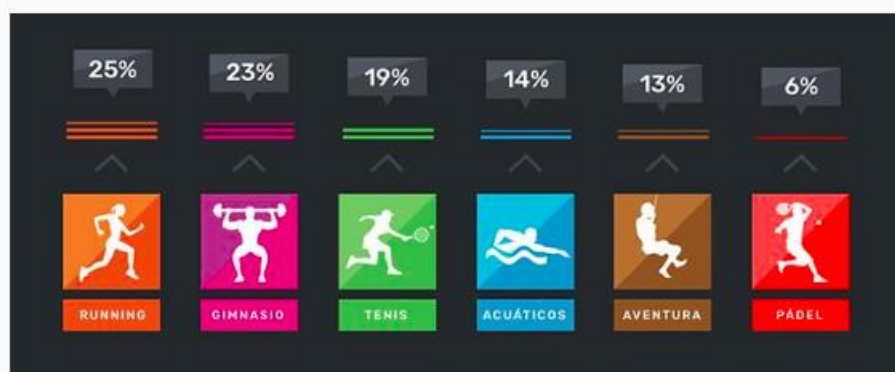 25% 23% 19% 14% 13% 6%
RUNNING GIMNASIO TENIS ACUÁTICOS AVENTURA PÁDEL